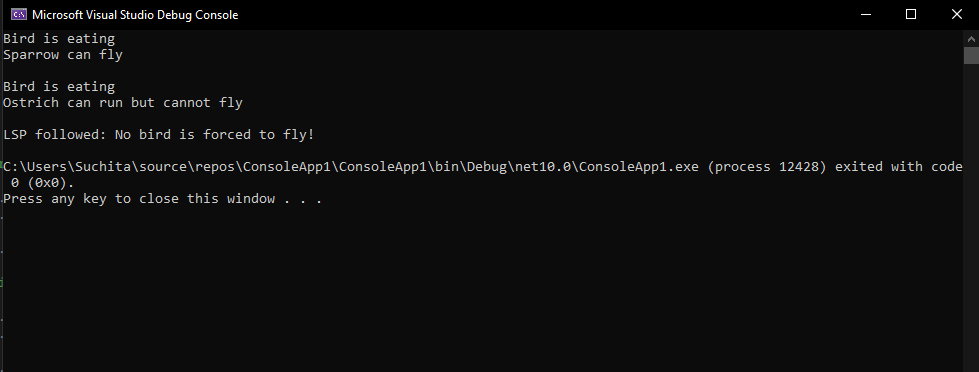 Microsoft Visual Studio Debug Console
Bird is eating
Sparrow can fly
Bird is eating
Ostrich can run but cannot fly
LSP followed: No bird is forced to fly!
C:\Users\Suchita\source\repos\ConsoleApp1\ConsoleApp1\bin\Debug\net10.0\ConsoleApp1.exe (process 12428) exited with code
0 (0x0).
Press any key to close this window . . .